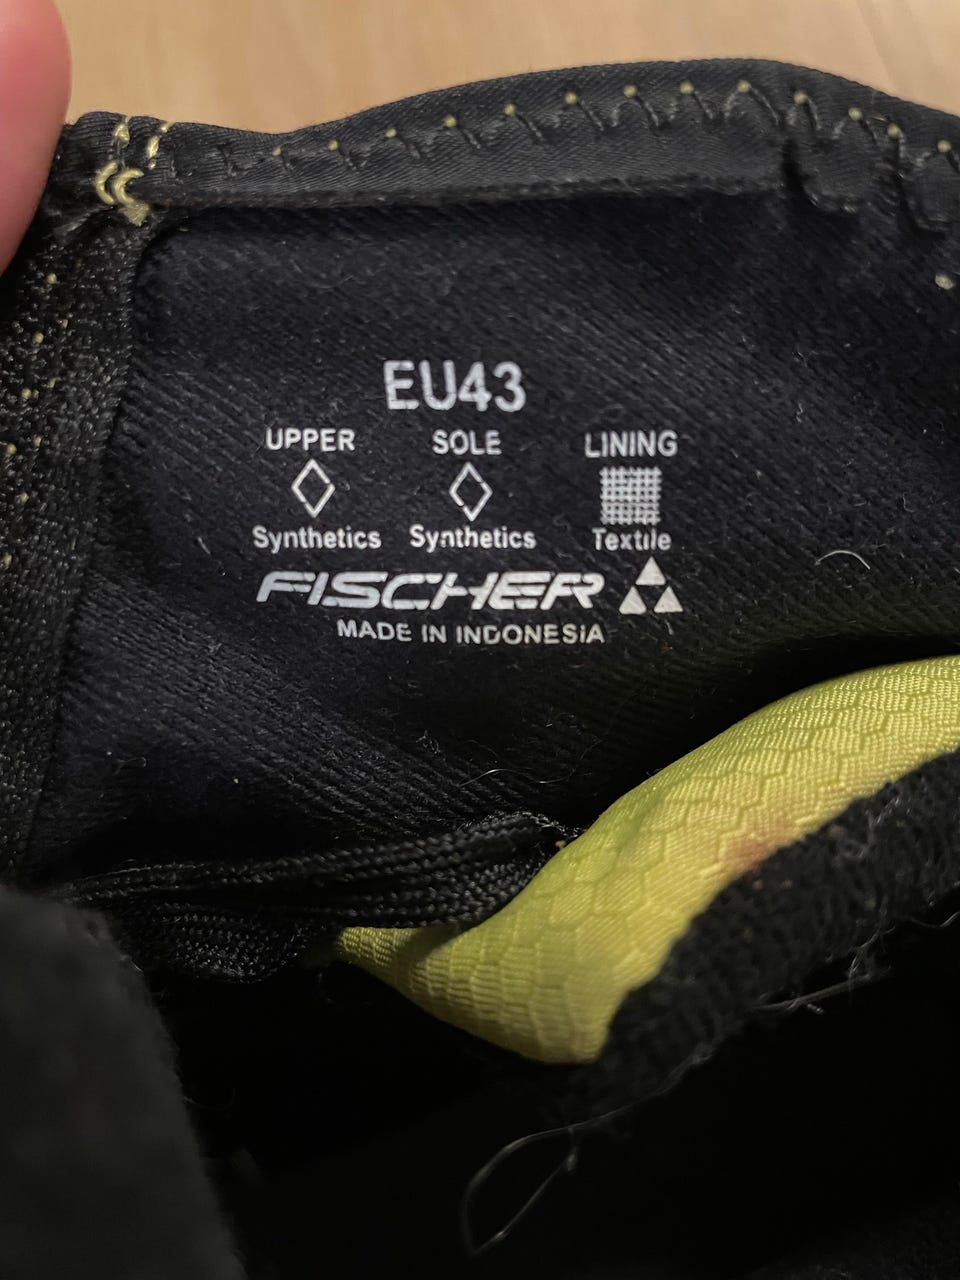 EU43
UPPER SOLE LINING
Synthetics Synthetics Textile
FISCHER
MADE IN INDONESIA